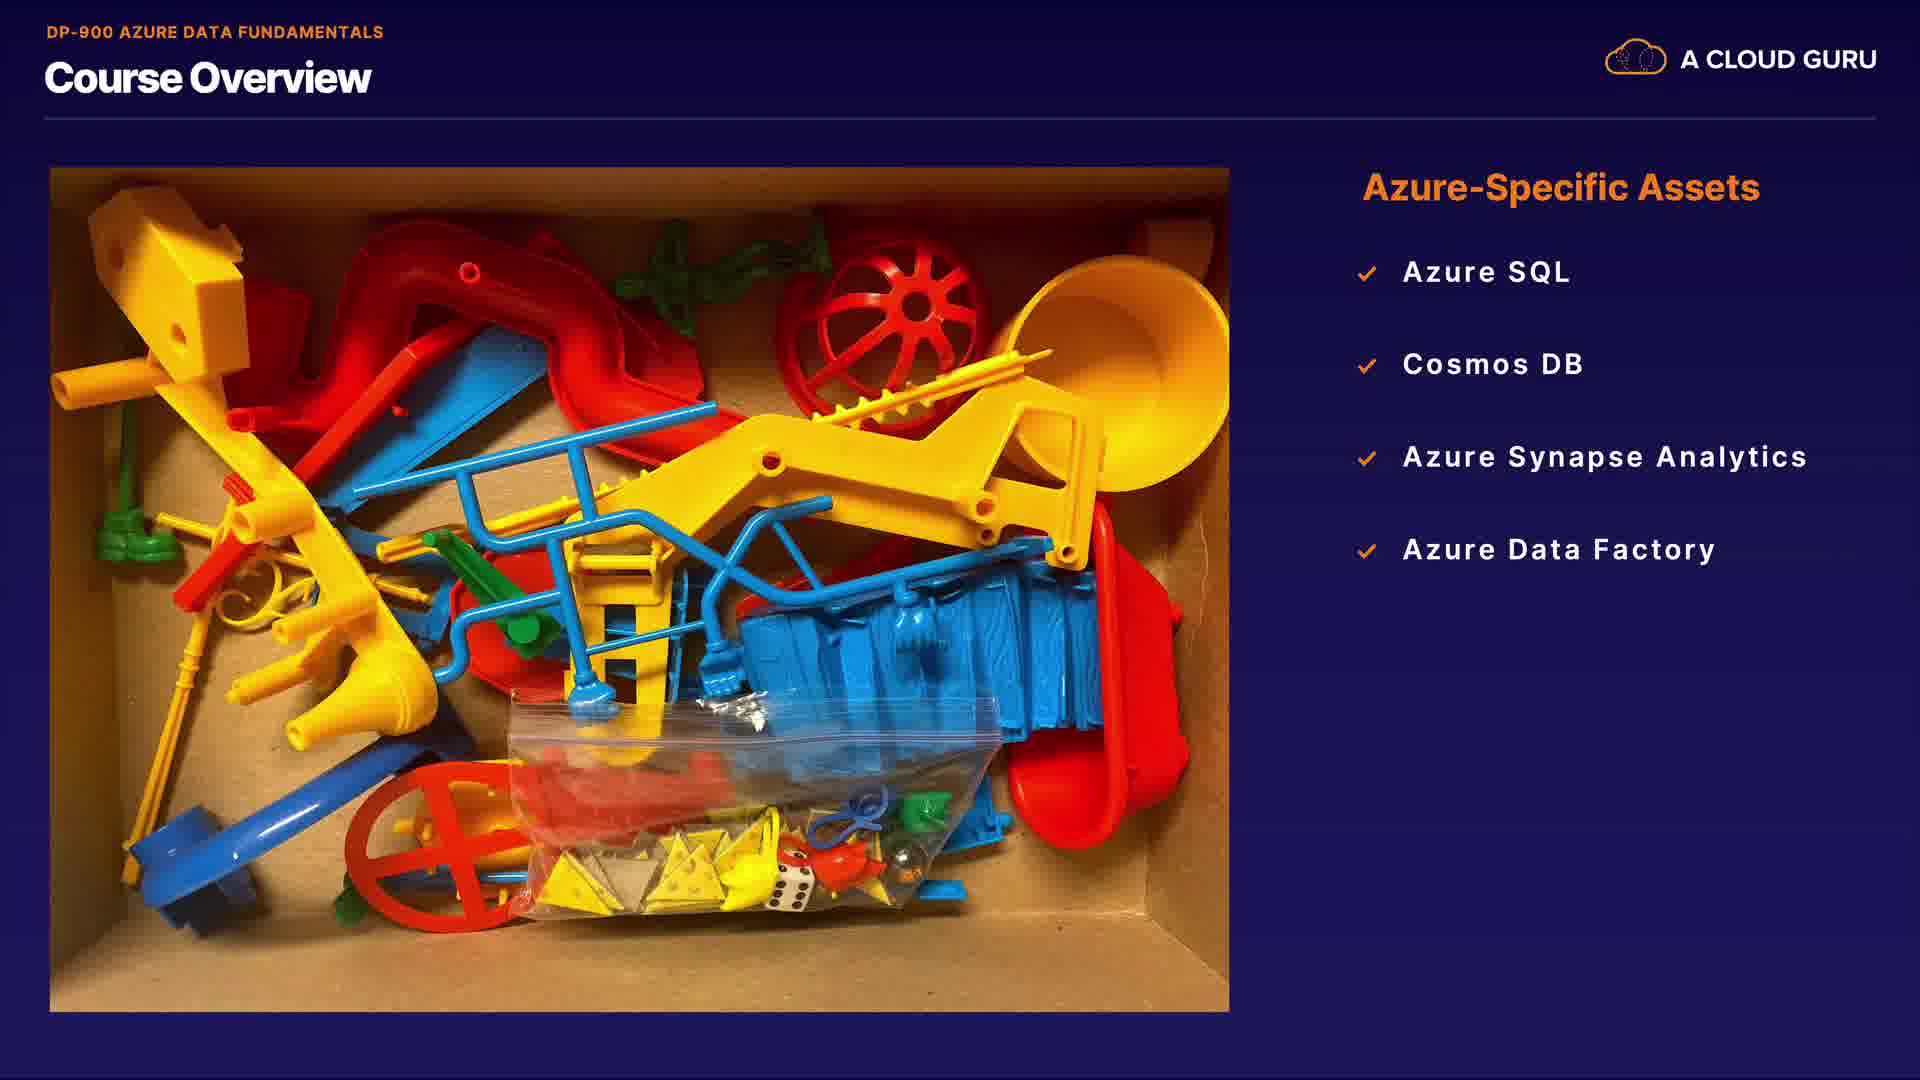 DP-900 AZURE DATA FUNDAMENTALS
Course Overview
A CLOUD GURU
Azure-Specific Assets
Azure SQL
Cosmos DB
Azure Synapse Analytics
Azure Data Factory